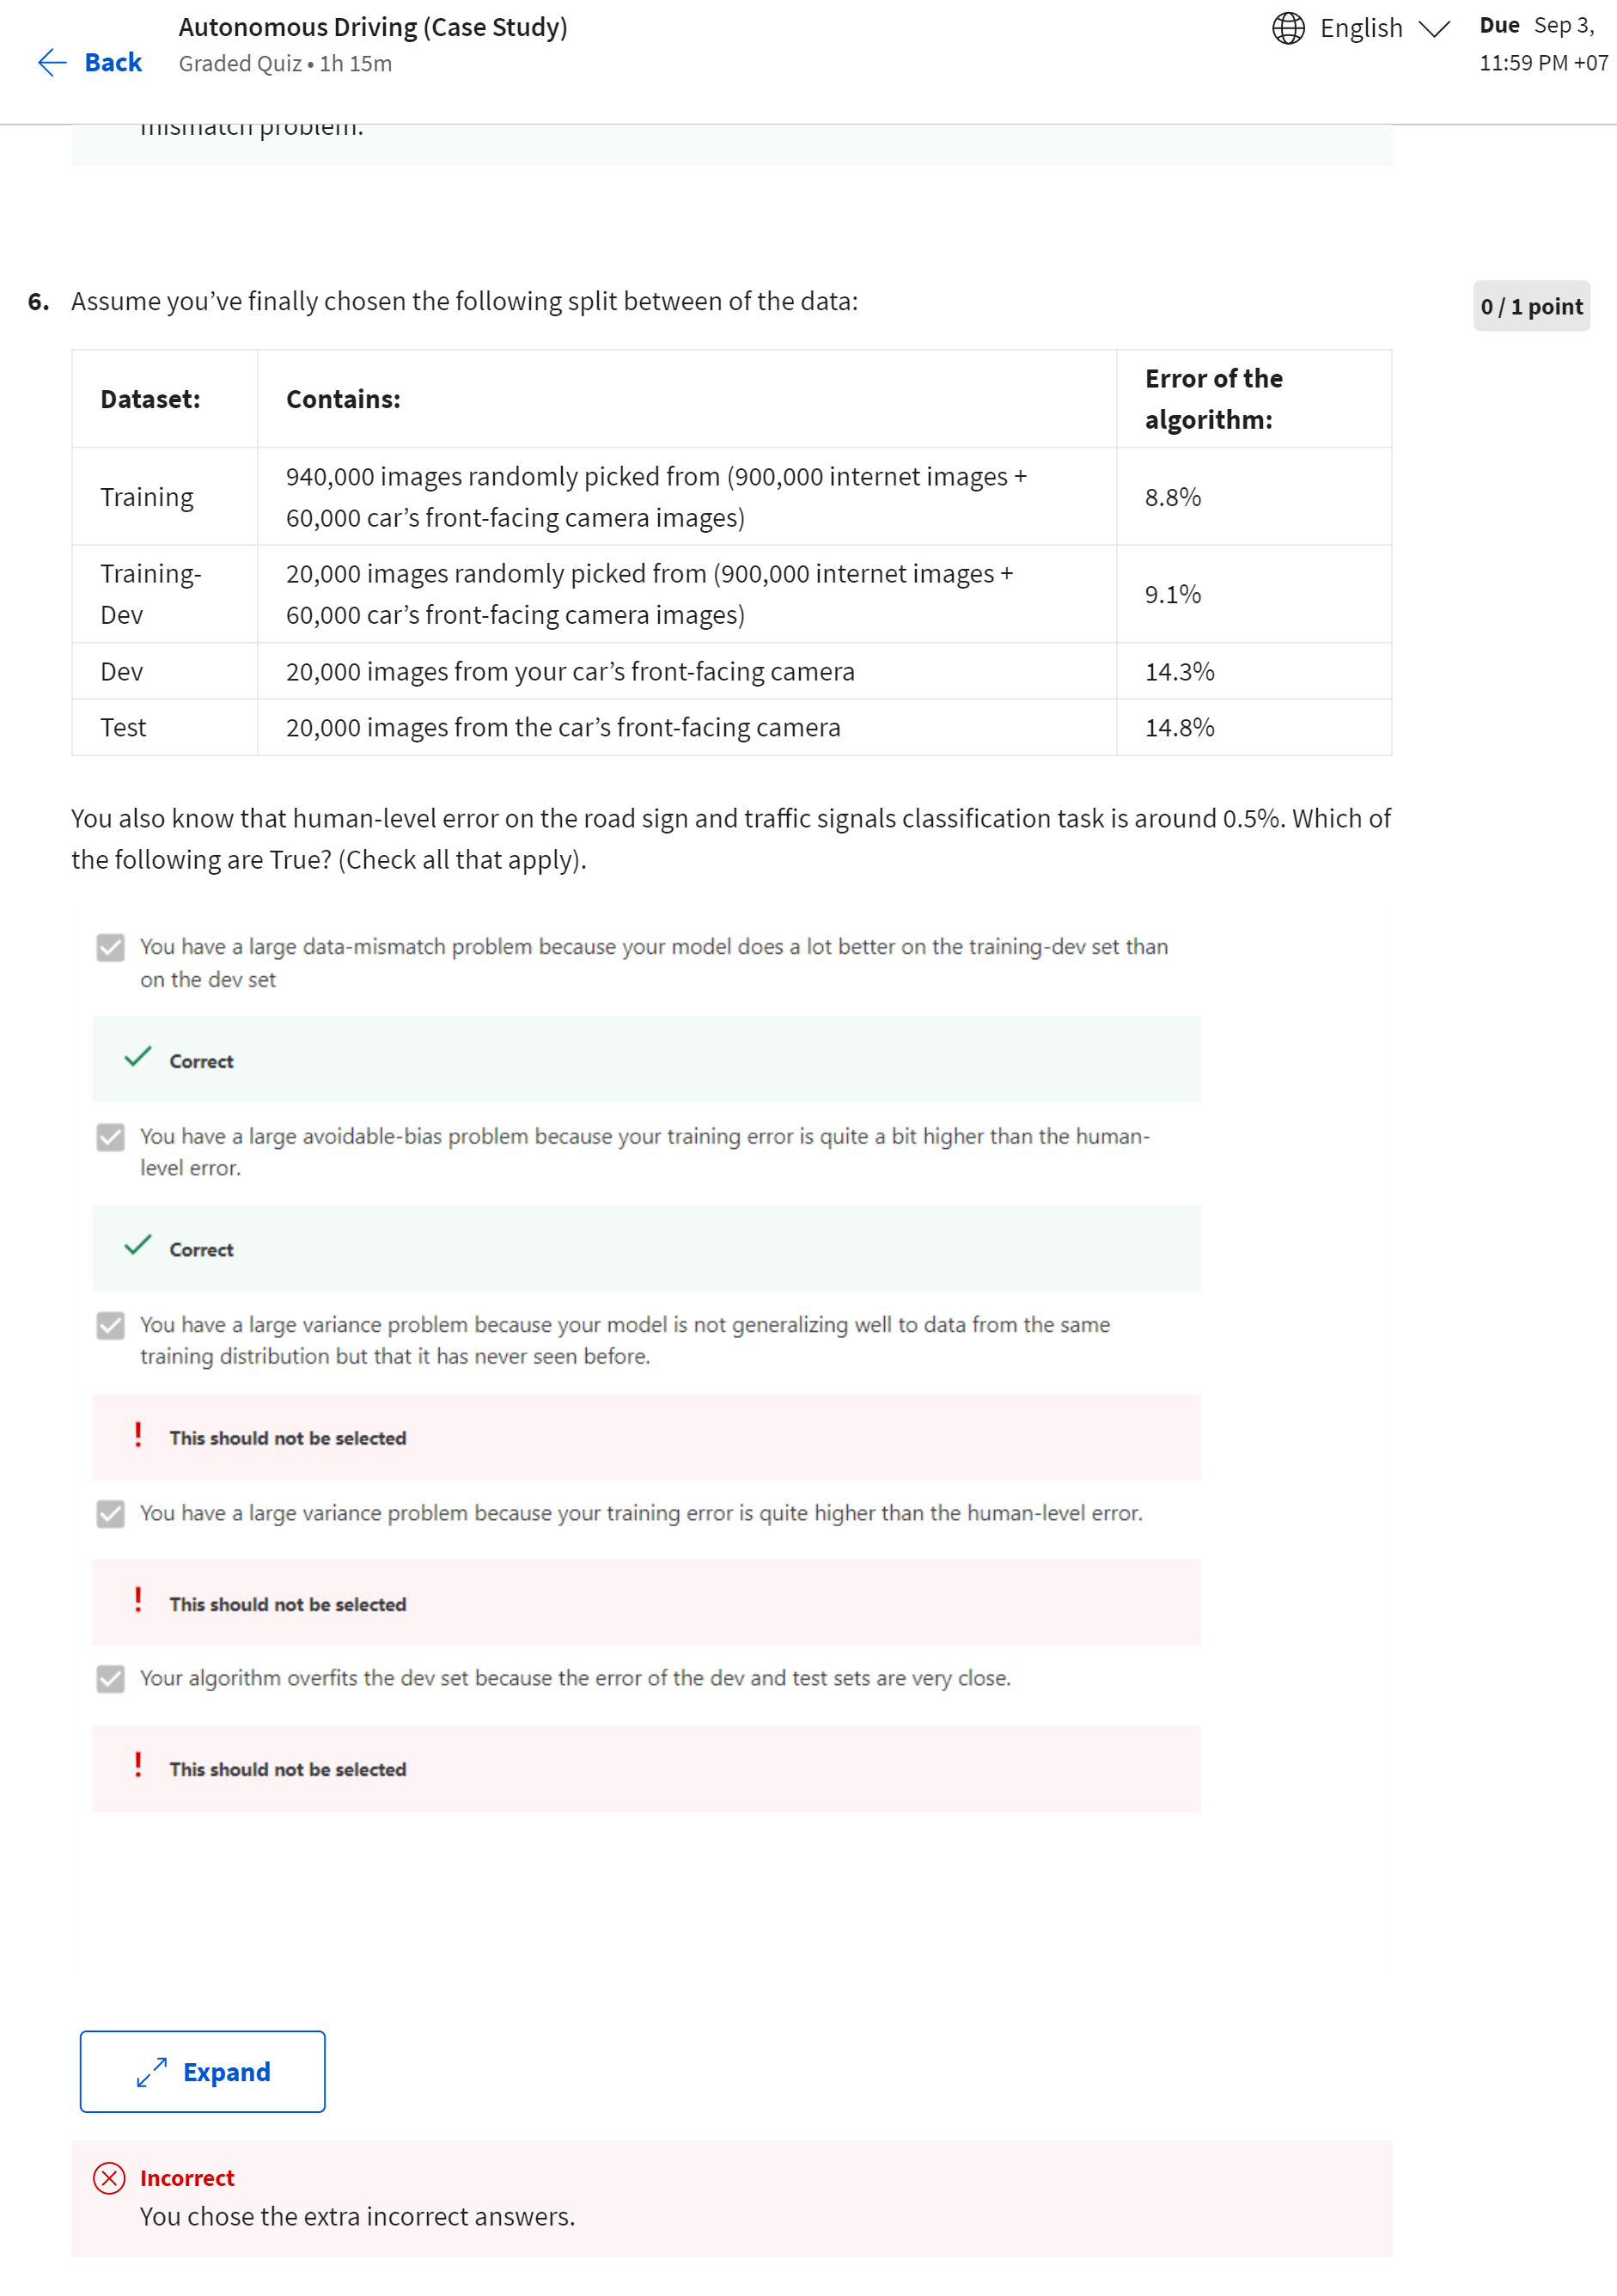 Autonomous Driving (Case Study)
Back
Graded Quiz • 1h 15m
English
Due Sep 3,
11:59 PM +07
mismatch problem.
6. Assume you’ve finally chosen the following split between of the data:
0 / 1 point
Dataset:
Contains:
Error of the
algorithm:
Training
940,000 images randomly picked from (900,000 internet images +
60,000 car’s front-facing camera images)
8.8%
Training-
Dev
20,000 images randomly picked from (900,000 internet images +
60,000 car’s front-facing camera images)
9.1%
Dev
20,000 images from your car’s front-facing camera
14.3%
Test
20,000 images from the car’s front-facing camera
14.8%
You also know that human-level error on the road sign and traffic signals classification task is around 0.5%. Which of
the following are True? (Check all that apply).
You have a large data-mismatch problem because your model does a lot better on the training-dev set than
on the dev set
Correct
You have a large avoidable-bias problem because your training error is quite a bit higher than the human-
level error.
Correct
You have a large variance problem because your model is not generalizing well to data from the same
training distribution but that it has never seen before.
! This should not be selected
You have a large variance problem because your training error is quite higher than the human-level error.
! This should not be selected
Your algorithm overfits the dev set because the error of the dev and test sets are very close.
! This should not be selected
Expand
Incorrect
You chose the extra incorrect answers.